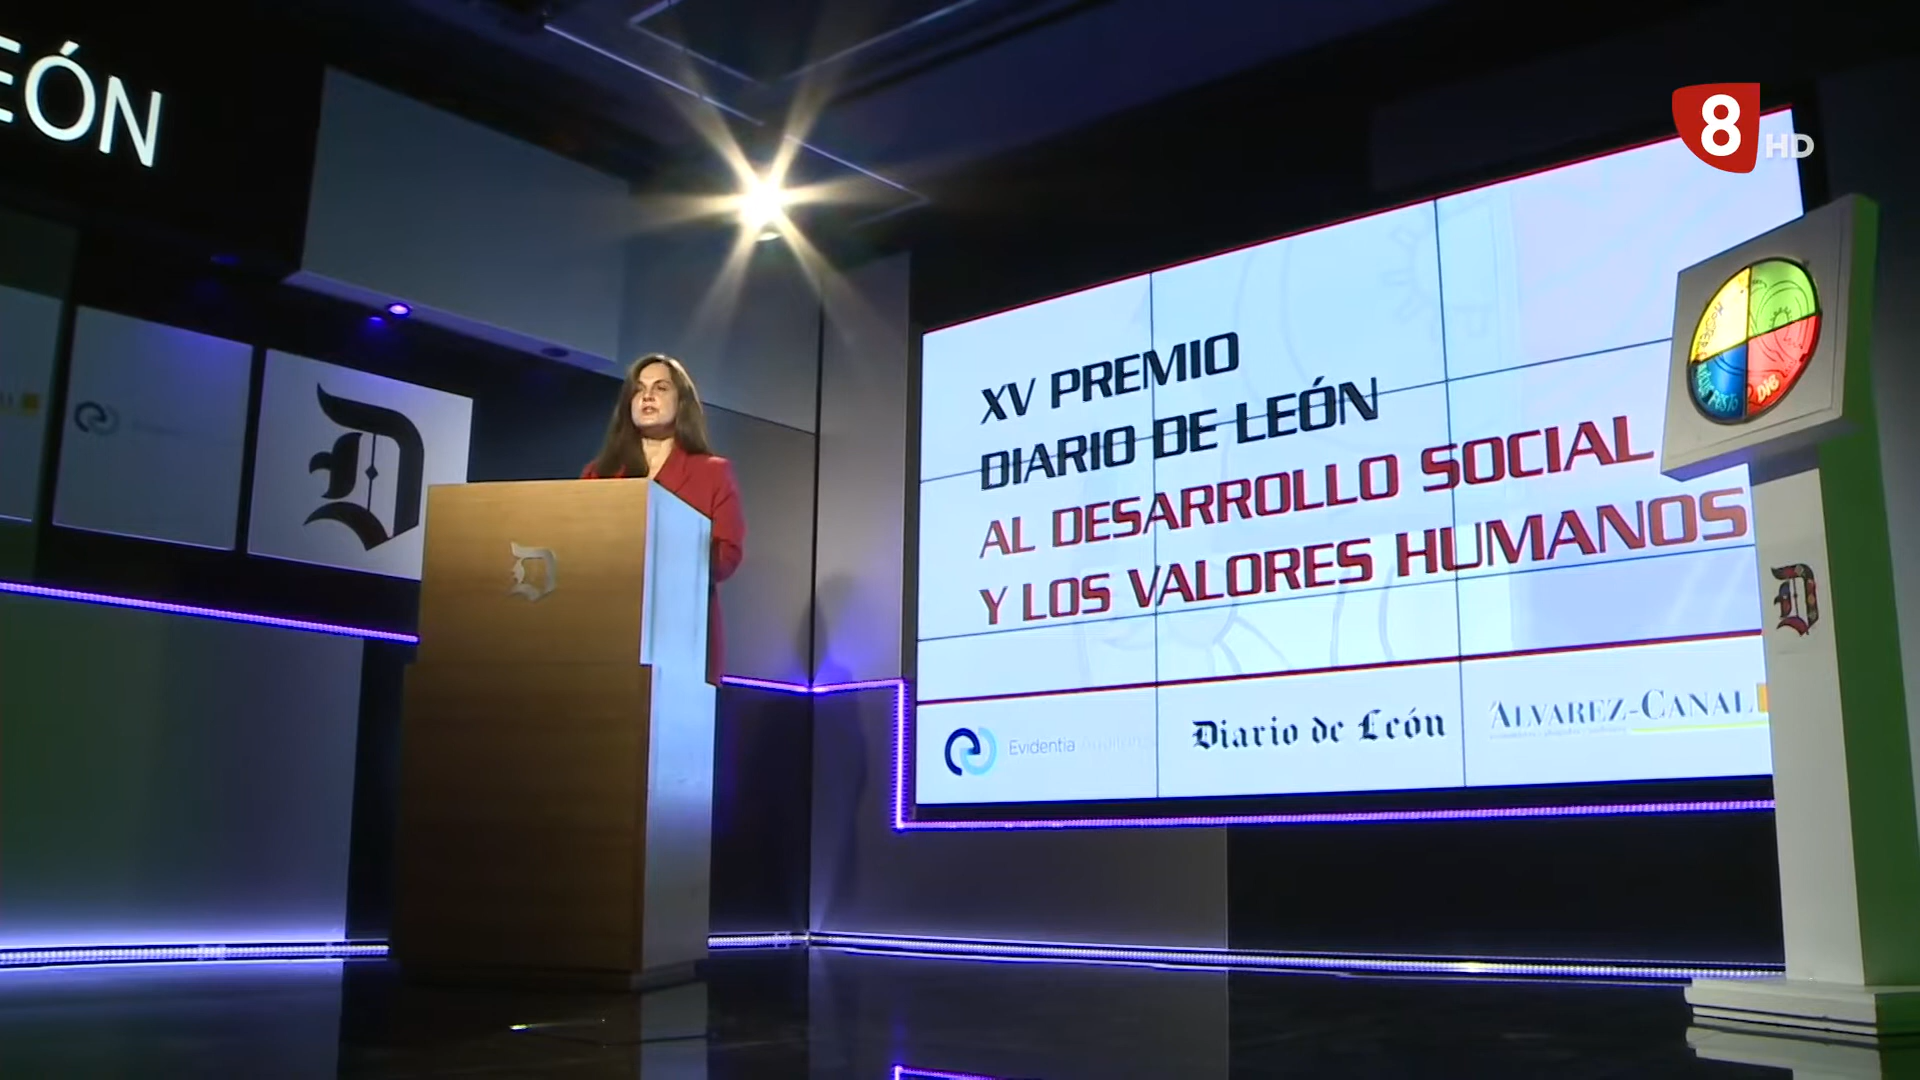 EÓN
8
HD
D
D
XV PREMIO
DIARIO DE LEÓN
AL DESARROLLO SOCIAL
Y LOS VALORES HUMANOS
Evidentia
Diario de León
ÁLVAREZ-CANAL
D